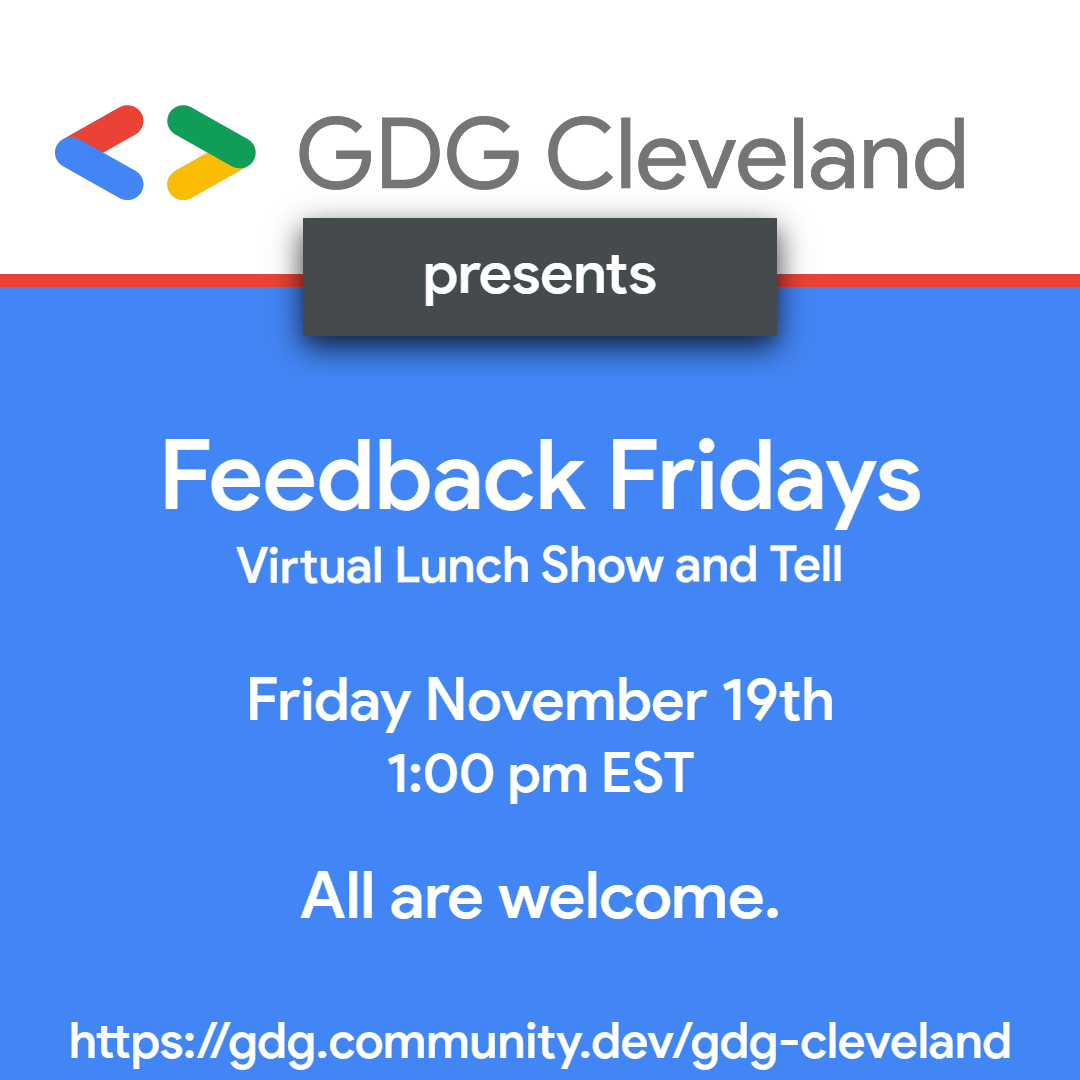 GDG Cleveland
presents
Feedback Fridays
Virtual Lunch Show and Tell
Friday November 19th
1:00 pm EST
All are welcome.
https://gdg.community.dev/gdg-cleveland